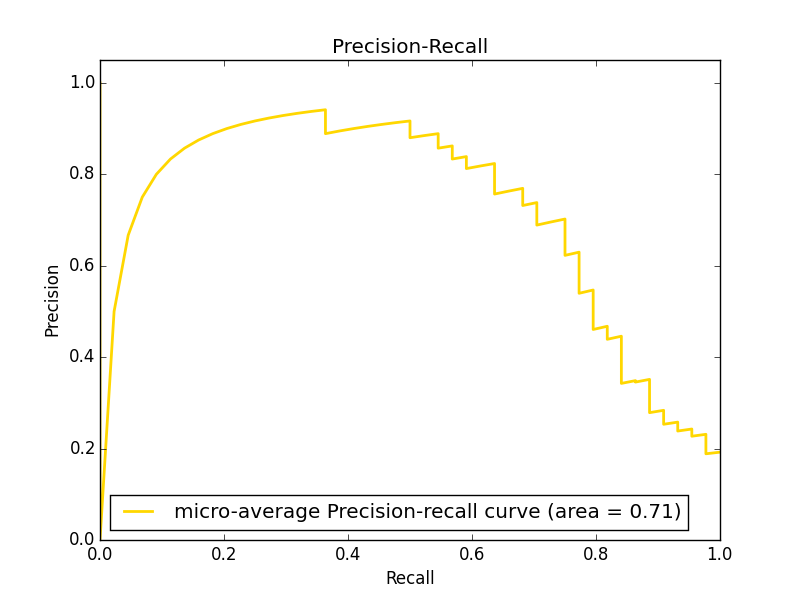 Precision-Recall
1.0
0.8
0.6
0.4
0.2
0.0
Precision
micro-average Precision-recall curve (area = 0.71)
0.0 0.2 0.4 0.6 0.8 1.0
Recall